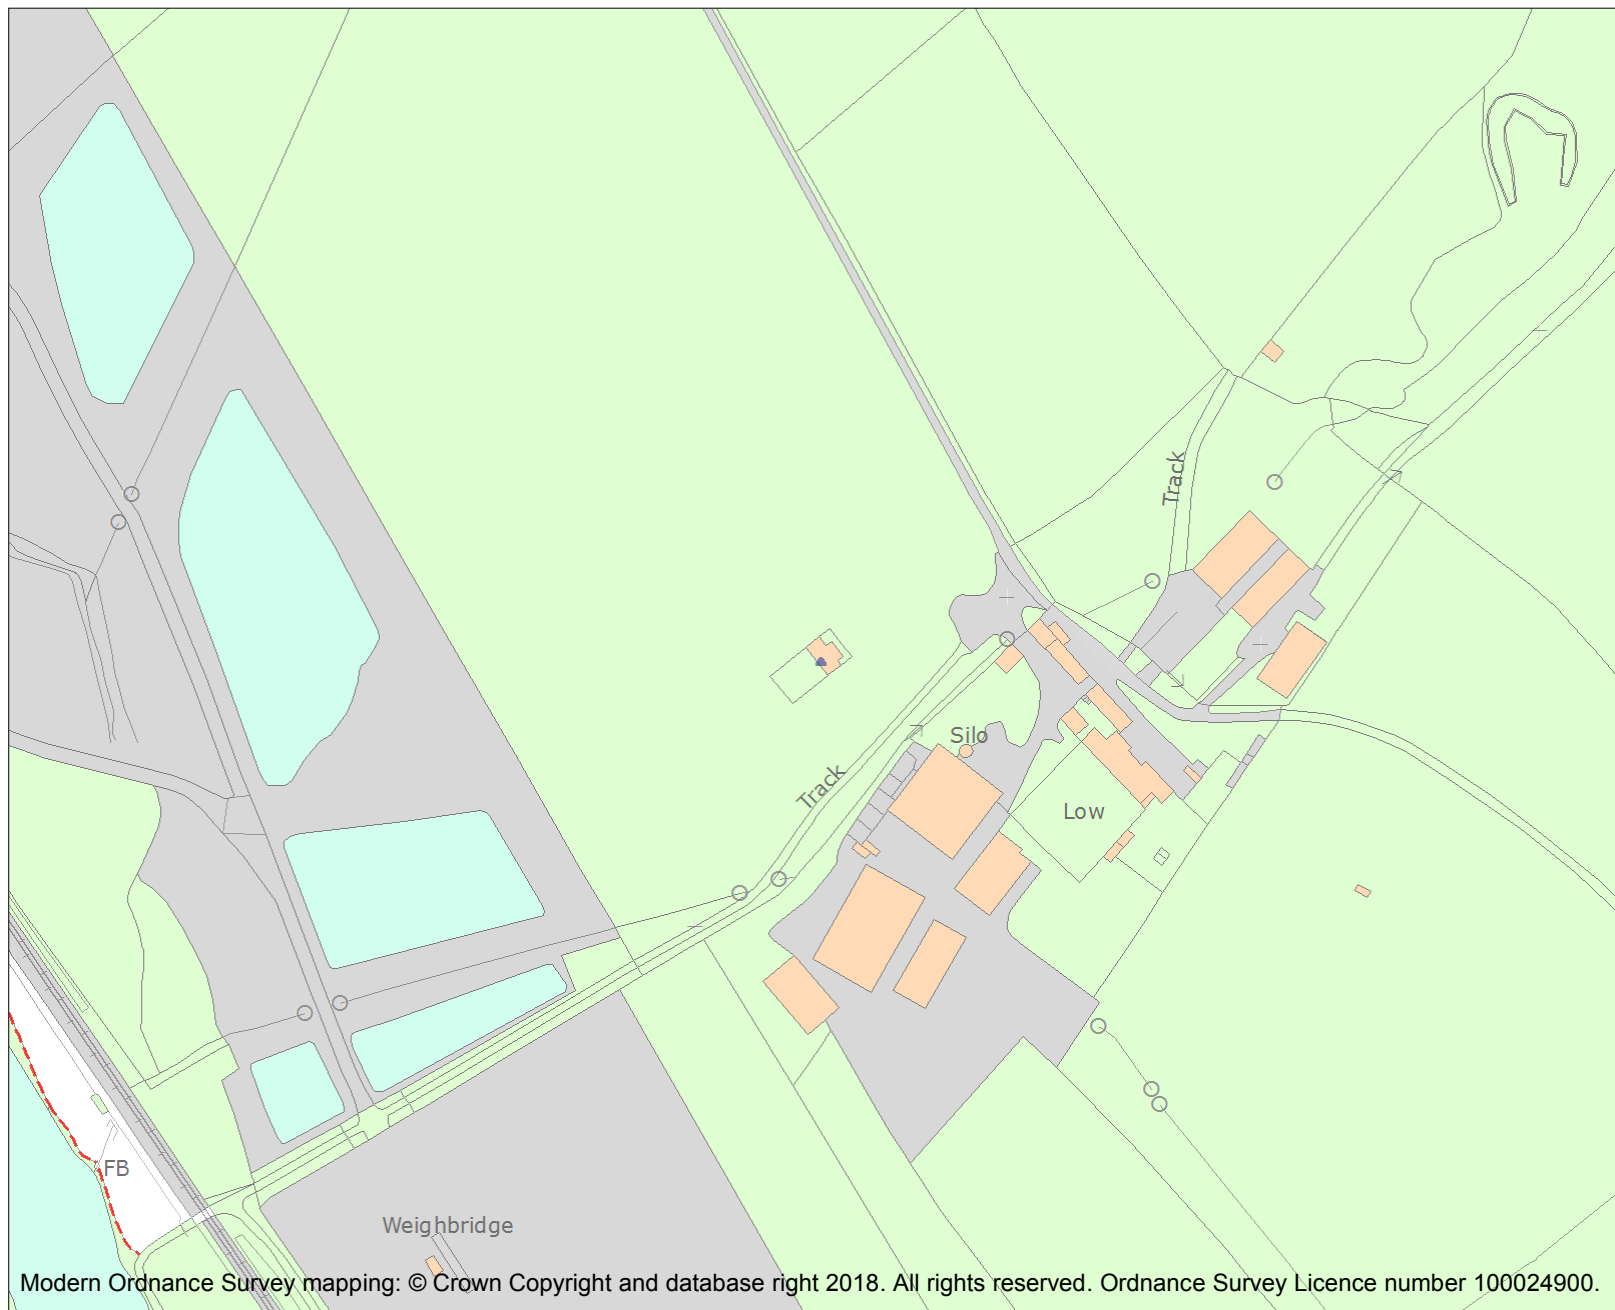 Track
Silo
Track
Low
FB
Weighbridge
Modern Ordnance Survey mapping: © Crown Copyright and database right 2018. All rights reserved. Ordnance Survey Licence number 100024900.